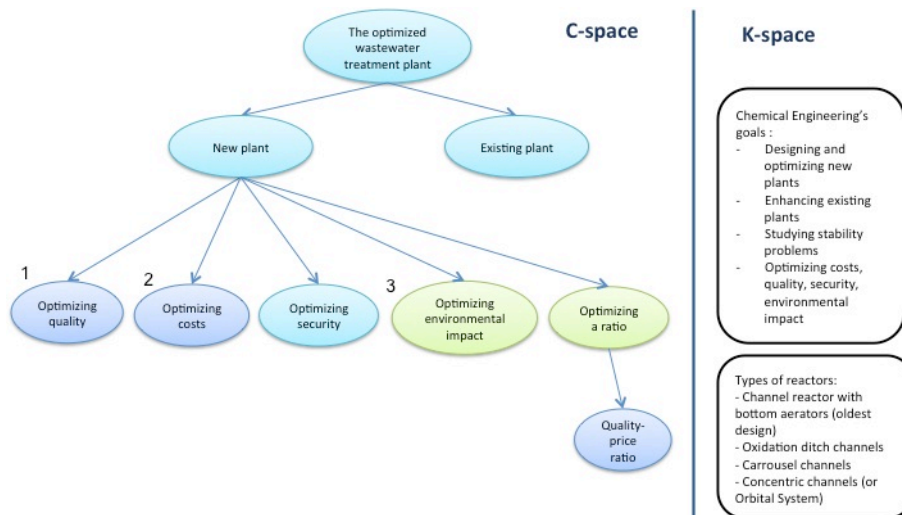 The optimized
wastewater
treatment plant
C-space
K-space
New plant
Existing plant
1
Optimizing
quality
2
Optimizing
costs
Optimizing
security
3
Optimizing
environmental
impact
Optimizing
a ratio
Quality-
price
ratio
Chemical Engineering's
goals :
- Designing and
optimizing new
plants
- Enhancing existing
plants
- Studying stability
problems
- Optimizing costs,
quality, security,
environmental
impact
Types of reactors:
- Channel reactor with
bottom aerators (oldest
design)
- Oxidation ditch channels
- Carrousel channels
- Concentric channels (or
Orbital System)